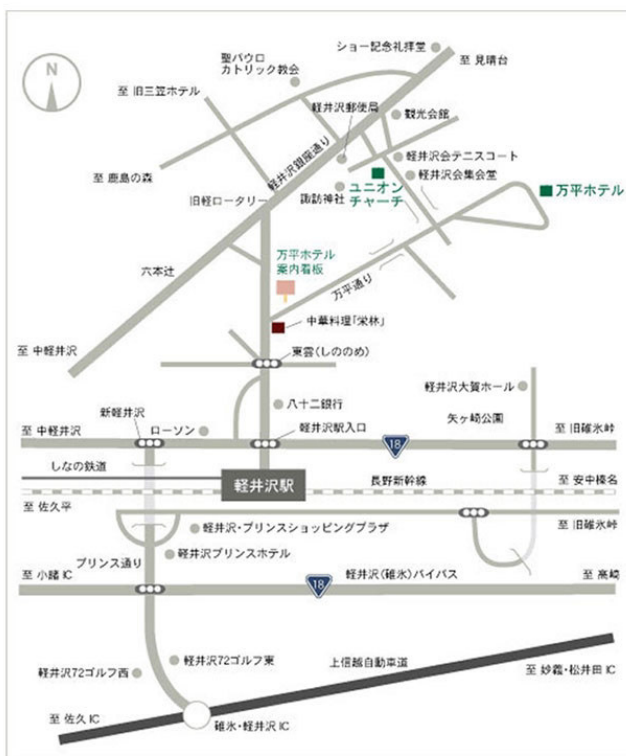 N
ショー記念礼拝堂
至 見晴台
聖パウロ
カトリック教会
至 旧三笠ホテル
軽井沢郵便局
観光会館
軽井沢銀座通り
軽井沢会テニスコート
軽井沢会集会堂
至 鹿島の森
ユニオン
チャーチ
万平ホテル
諏訪神社
旧軽ロータリー
万平ホテル
案内看板
六本辻
万平通り
中華料理「栄林」
至 中軽井沢
東雲(しののめ)
軽井沢大賀ホール
八十二銀行
新軽井沢
ローソン
矢ヶ崎公園
至 中軽井沢
軽井沢駅入口
18
至 旧碓氷峠
しなの鉄道
軽井沢駅
長野新幹線
至 安中榛名
至 佐久平
軽井沢・プリンスショッピングプラザ
至 旧碓氷峠
軽井沢プリンスホテル
プリンス通り
至 小諸 IC
18
軽井沢(碓氷)バイパス
至 高崎
軽井沢72ゴルフ東
上信越自動車道
軽井沢72ゴルフ西
至 妙義・松井田 IC
至 佐久 IC
碓氷・軽井沢 IC